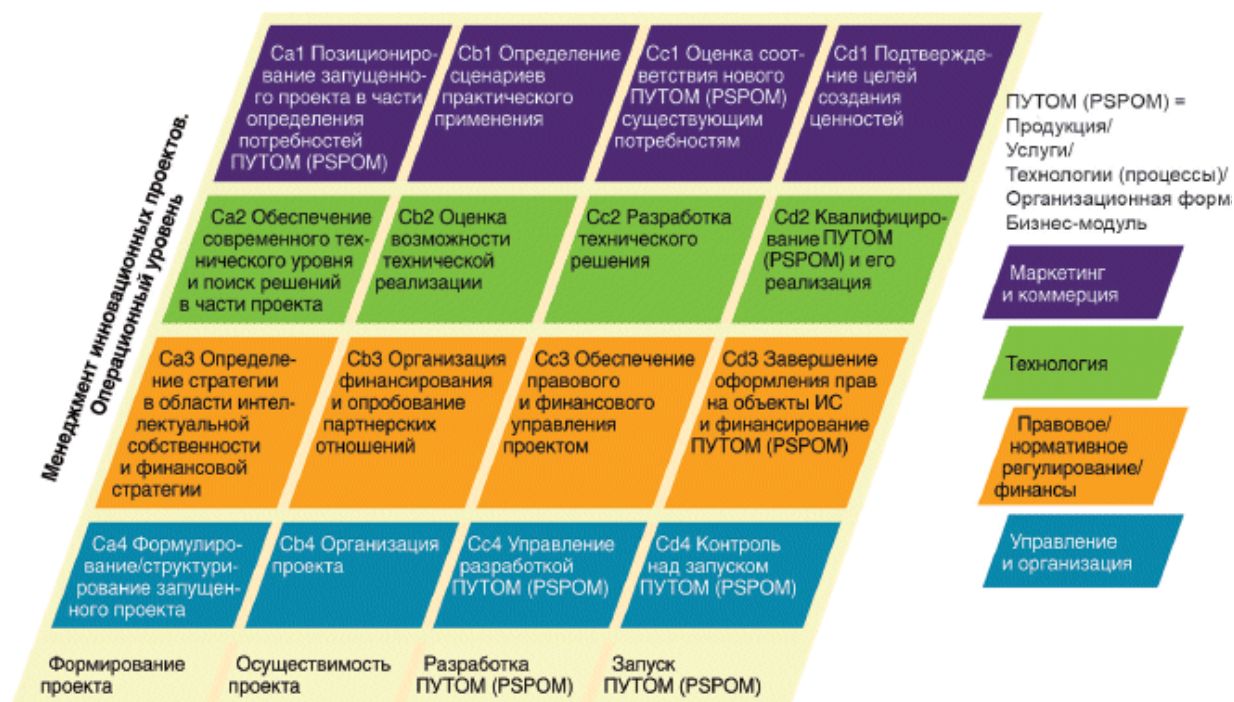 Менеджмент инновационных проектов.
Операционный уровень
Ca1 Позициониро-
вание запущенно-
го проекта в части
определения
потребностей
ПУТОМ (PSPOM)
Cb1 Определение
сценариев
практического
применения
Cc1 Оценка соот-
ветствия нового
ПУТОМ (PSPOM)
существующим
потребностям
Cd1 Подтвержде-
ние целей
создания
ценностей
Ca2 Обеспечение
современного тех-
нического уровня
и поиск решений
в части проекта
Cb2 Оценка
возможности
технической
реализации
Cc2 Разработка
технического
решения
Cd2 Квалифициро-
вание ПУТОМ
(PSPOM) и его
реализация
Ca3 Определе-
ние стратегии
в области интел-
лектуальной
собственности
и финансовой
стратегии
Cb3 Организация
финансирования
и опробование
партнерских
отношений
Cc3 Обеспечение
правового
и финансового
управления
проектом
Cd3 Завершение
оформления прав
на объекты ИС
и финансирование
ПУТОМ (PSPOM)
Ca4 Формулиро-
вание/структури-
рование запущен-
ного проекта
Cb4 Организация
проекта
Cc4 Управление
разработкой
ПУТОМ (PSPOM)
Cd4 Контроль
над запуском
ПУТОМ (PSPOM)
Формирование
проекта
Осуществимость
проекта
Разработка
ПУТОМ (PSPOM)
Запуск
ПУТОМ (PSPOM)
ПУТОМ (PSPOM) =
Продукция/
Услуги/
Технологии (процессы)/
Организационная форма
Бизнес-модуль
Маркетинг
и коммерция
Технология
Правовое/
нормативное
регулирование/
финансы
Управление
и организация